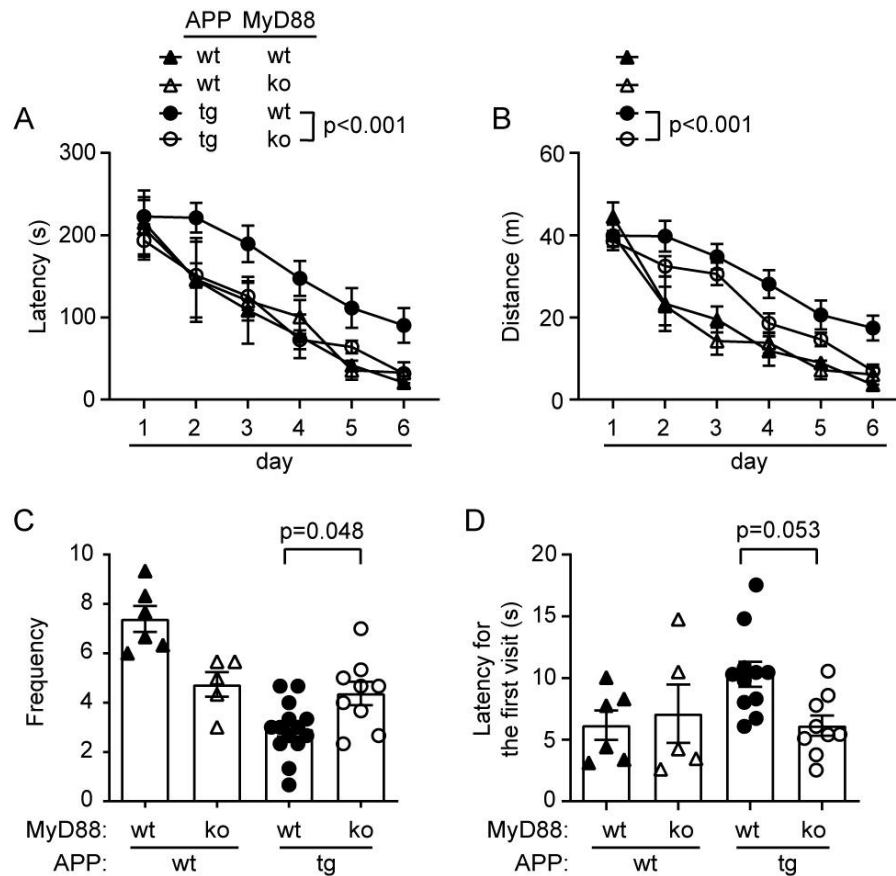 APP MyD88
wt wt
wt ko
tg wt
tg ko
p<0.001
A
Latency (s)
300
200
100
0
1 2 3 4 5 6
day
B
p<0.001
Distance (m)
60
40
20
0
1 2 3 4 5 6
day
C
p=0.048
Frequency
10
8
6
4
2
0
MyD88: wt ko wt ko
APP: wt tg
D
p=0.053
Latency for
the first visit (s)
20
15
10
5
0
MyD88: wt ko wt ko
APP: wt tg